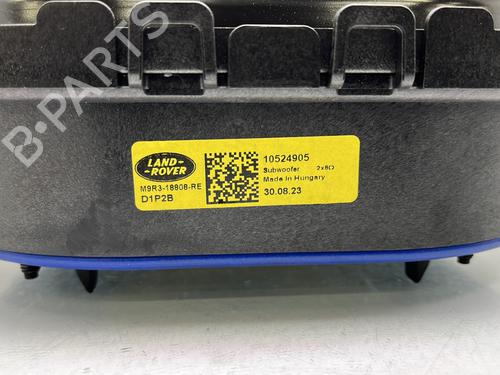 B-PARTS
LAND-
ROVER
M9R3-18808-RE
D1P2B
10524905
Subwoofer 2x8Ω
Made in Hungary
30.08.23